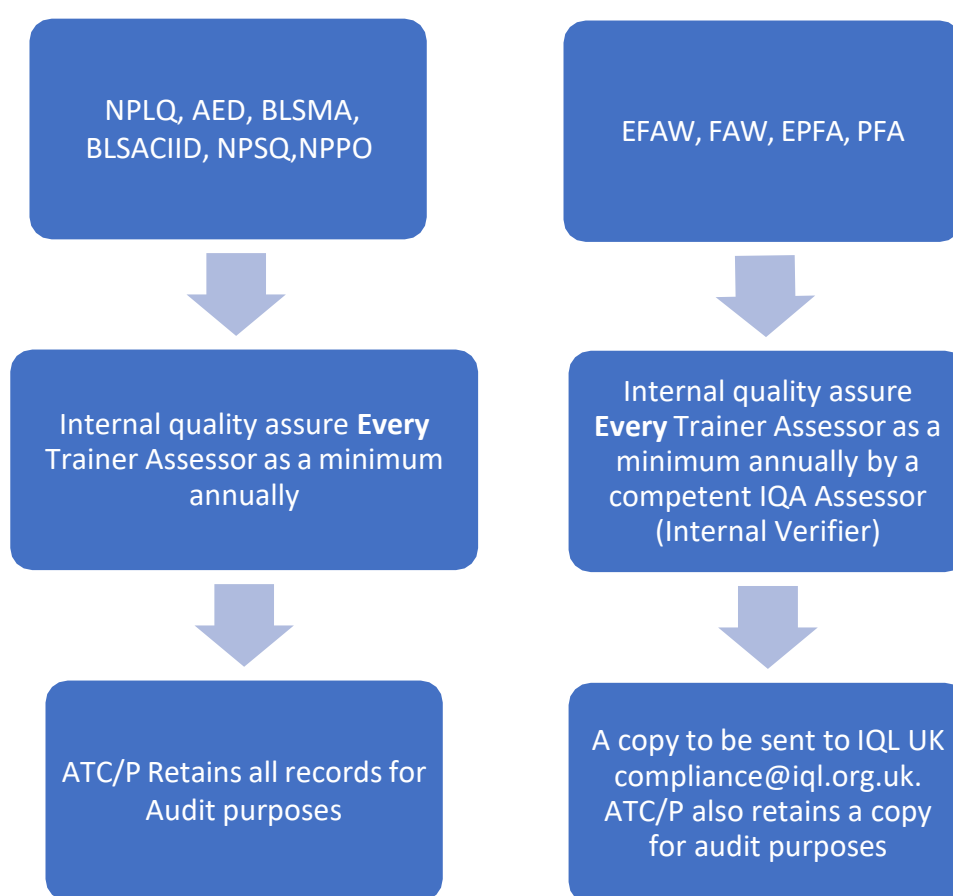 NPLQ, AED, BLSMA,
BLSACIID, NPSQ,NPPO
Internal quality assure Every
Trainer Assessor as a minimum
annually
ATC/P Retains all records for
Audit purposes
EFAW, FAW, EPFA, PFA
Internal quality assure
Every Trainer Assessor as a
minimum annually by a
competent IQA Assessor
(Internal Verifier)
A copy to be sent to IQL UK
compliance@iql.org.uk.
ATC/P also retains a copy
for audit purposes